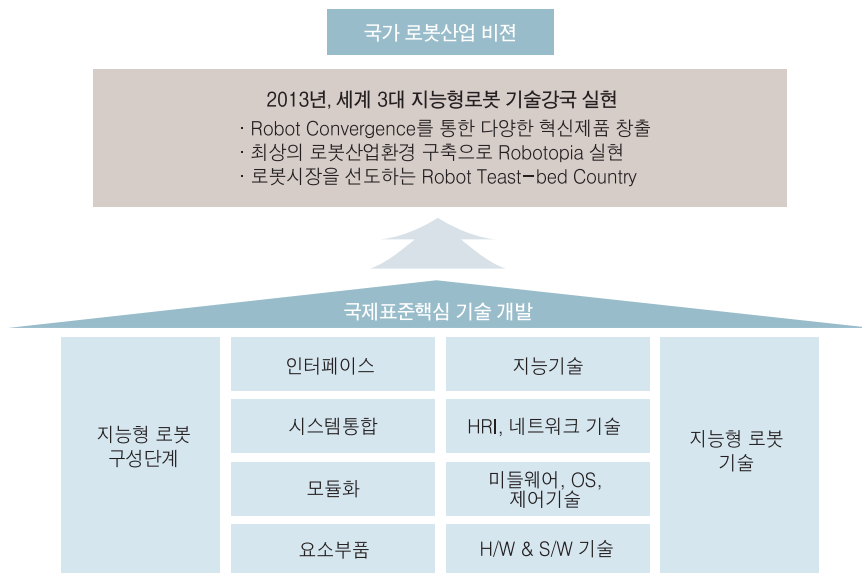 국가 로봇산업 비젼
2013년, 세계 3대 지능형로봇 기술강국 실현
· Robot Convergence를 통한 다양한 혁신제품 창출
· 최상의 로봇산업환경 구축으로 Robotopia 실현
· 로봇시장을 선도하는 Robot Teast-bed Country
국제표준핵심 기술 개발
지능형 로봇
구성단계
인터페이스
시스템통합
모듈화
요소부품
지능기술
HRI, 네트워크 기술
미들웨어, OS,
제어기술
H/W & S/W 기술
지능형 로봇
기술